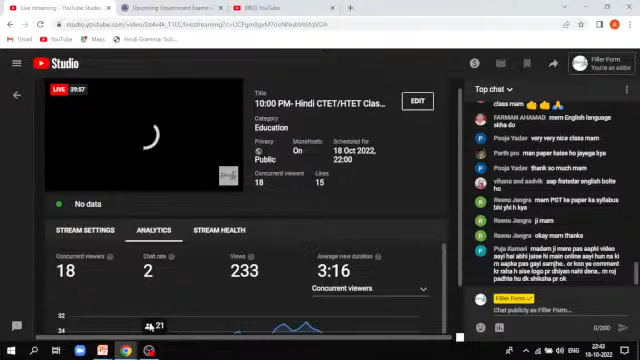 Live streaming - YouTube Studio
Upcoming Government Exams
YouTube
studio.youtube.com
Gmail
YouTube
Maps
Hindi Grammar Sub...
Studio
Filler Form
You're an editor
LIVE 39:57
Title
10:00 PM- Hindi CTET/HTET Clas...
EDIT
Category
Education
Privacy
Monetisation
Scheduled for
Public
On
18 Oct 2022, 22:00
Concurrent viewers
Likes
18
15
No data
STREAM SETTINGS
ANALYTICS
STREAM HEALTH
Concurrent viewers
Chat rate
Views
Average view duration
18
2
233
3:16
Concurrent viewers
32
24
21
Top chat
class mam
FARMAN AHAMAD mem English language
akha do
Pooja Yadav very very nice class mam
Parth pro man paper kaise ho jayega kya
Pooja Yadav thank so much mam
vihana and aadvik aap fratedar english bolte
ho
Reenu Jangra mam PGT ke paper ka syllabus
bhi yhi h kya
Reenu Jangra ji mam
Reenu Jangra okay mam thanks
Puja Kumari madam ji mere pas aapki video
aayi hai abhi jaise hi main online aayi hun na ki
m aapke pas gayi samjhe.. or kon ye comment
kr raha h aise logo pr dhiyan nahi dena.. m roj
padhte hu dk shiksha pr ok
Filler Form
Chat publicly as Filler Form...
0/200
ENG
22:43
18-10-2022